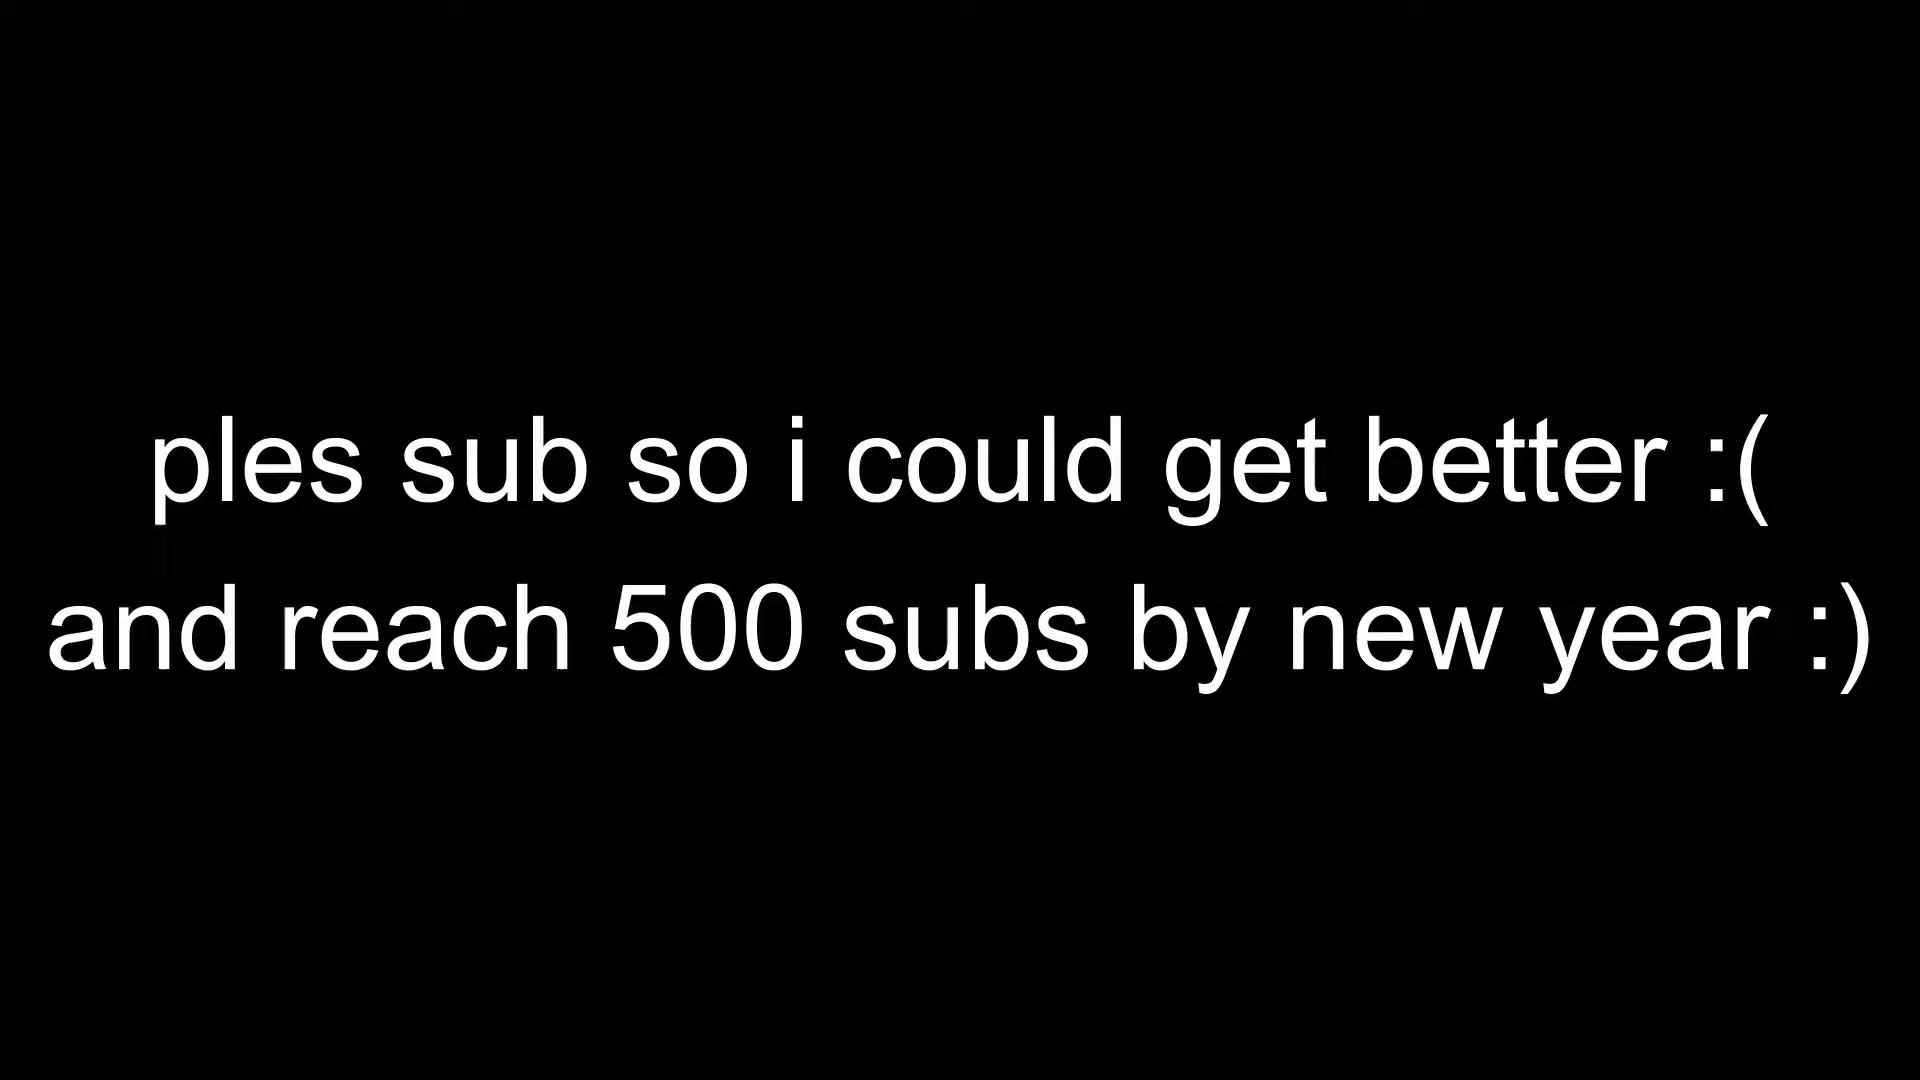 ples sub so i could get better :(
and reach 500 subs by new year :)